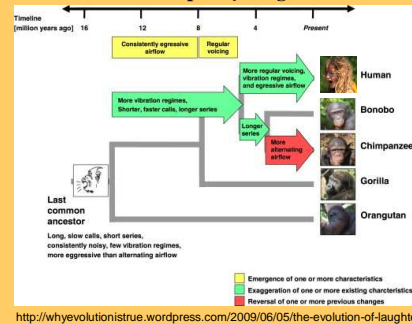 Timeline
[million years ago] 16 12 8 4 Present
Consistently egressive
airflow
Regular
voicing
More regular voicing,
vibration regimes,
and egressive airflow
Human
Bonobo
More vibration regimes,
Shorter, faster calls, longer series
Longer
series
More
alternating
airflow
Chimpanzee
Gorilla
Orangutan
Last
common
ancestor
Long, slow calls, short series,
consistently noisy, few vibration regimes,
more eggressive than alternating airflow
Emergence of one or more characteristics
Exaggeration of one or more existing charcteristics
Reversal of one or more previous changes
http://whyevolutionistrue.wordpress.com/2009/06/05/the-evolution-of-laught